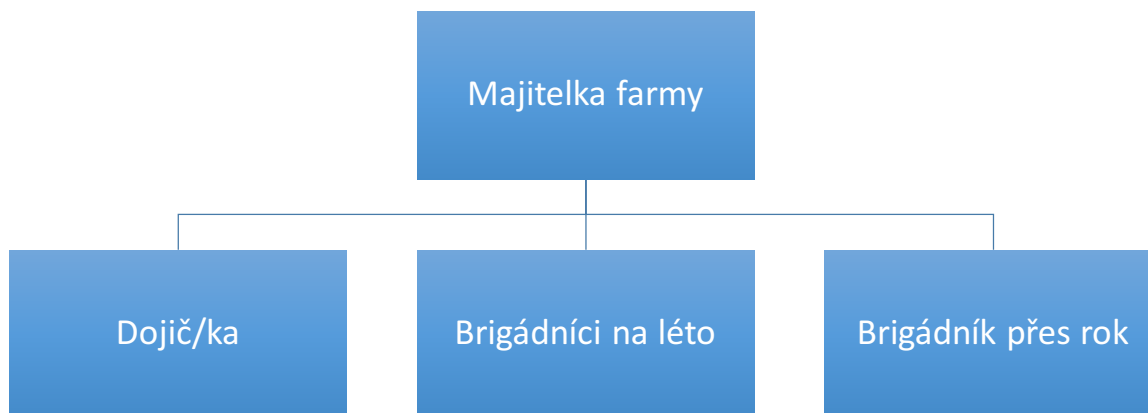 Majitelka farmy
Dojič/ka
Brigádníci na léto
Brigádník přes rok